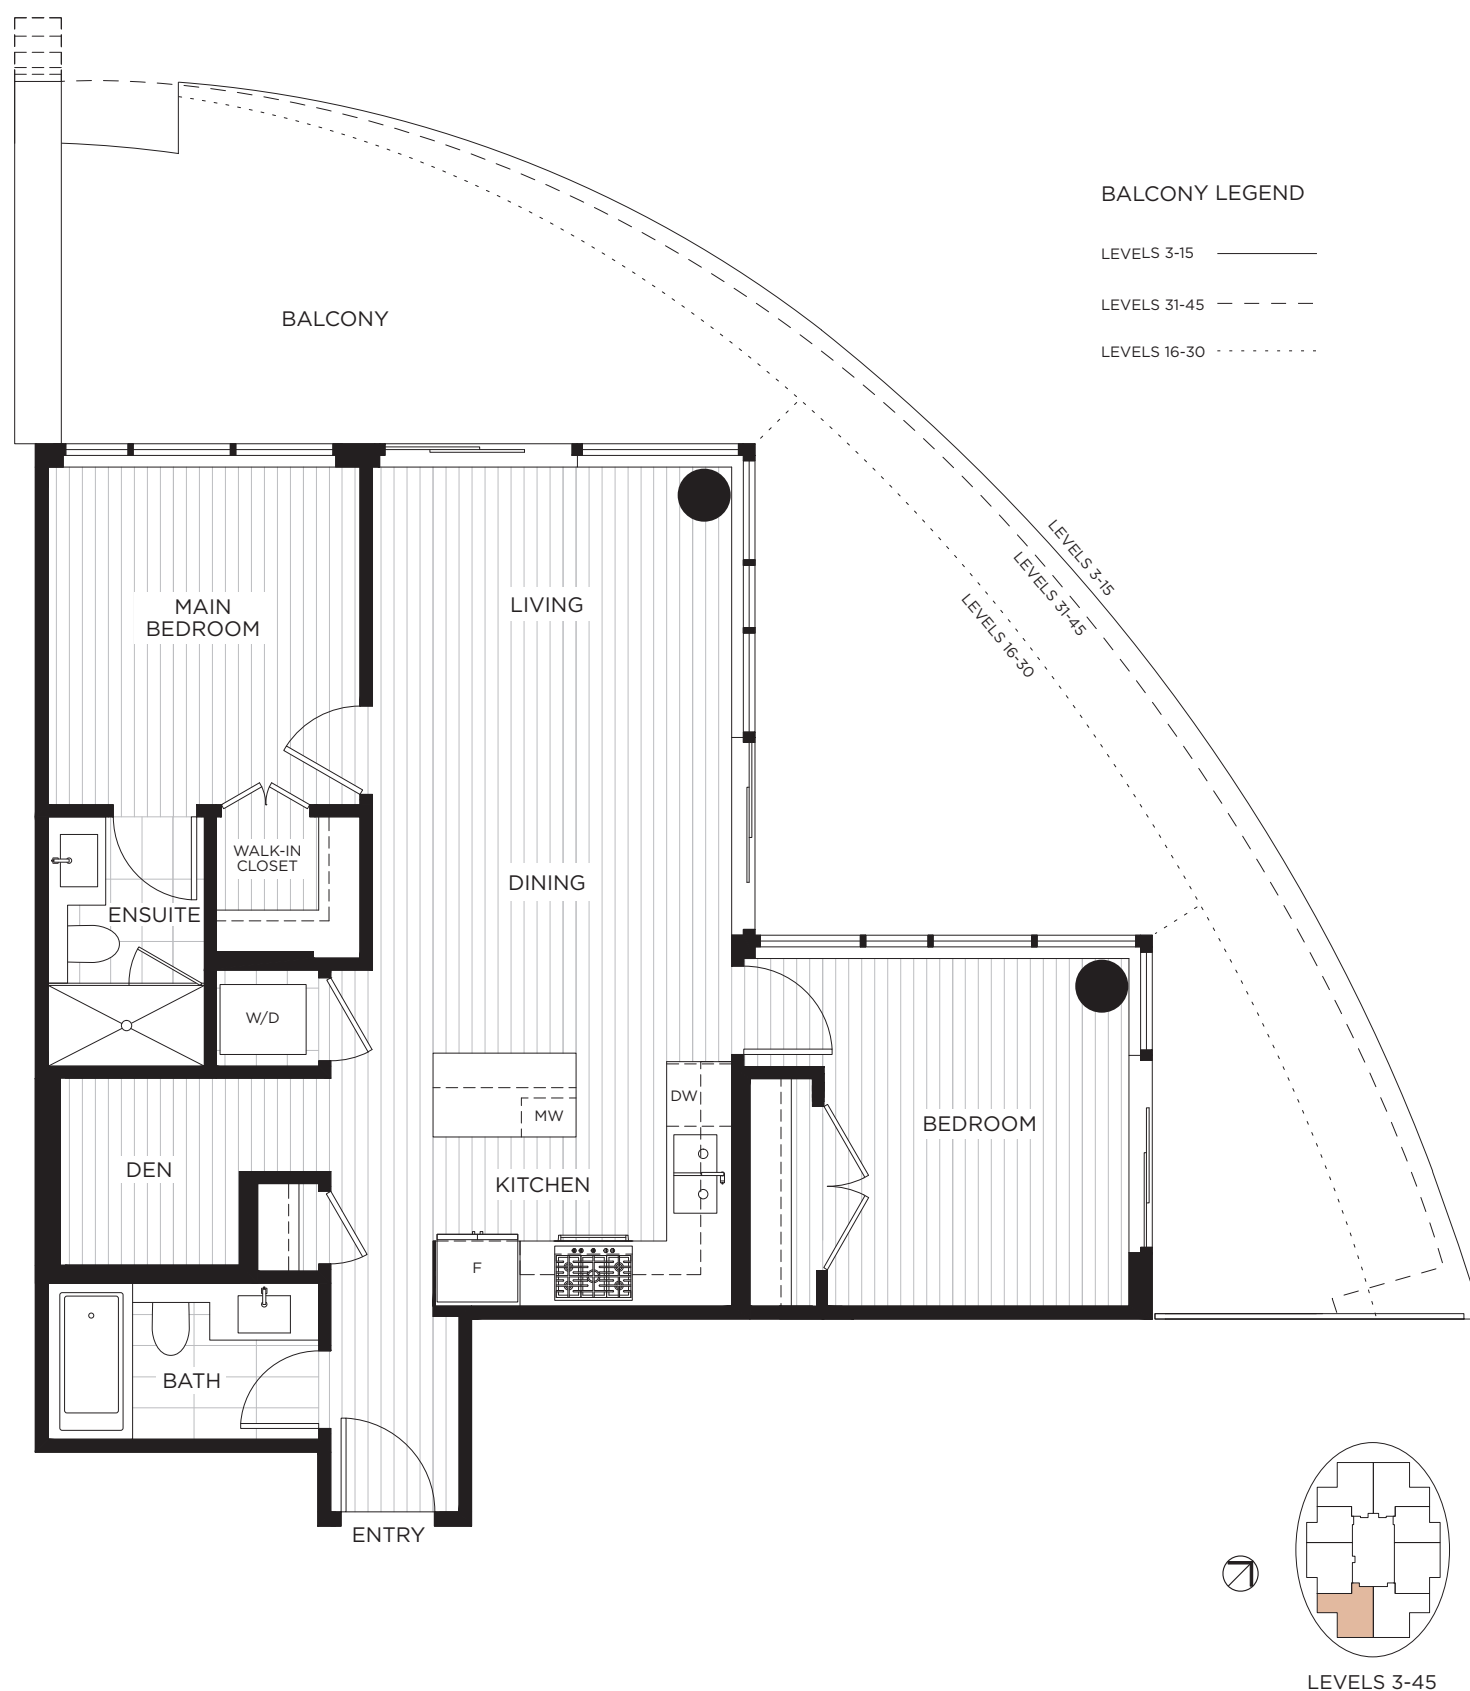 BALCONY LEGEND
LEVELS 3-15
LEVELS 31-45
LEVELS 16-30
BALCONY
LEVELS 3-15
LEVELS 31-45
LEVELS 16-30
MAIN
BEDROOM
LIVING
WALK-IN
CLOSET
DINING
ENSUITE
W/D
DW
MW
BEDROOM
DEN
KITCHEN
F
BATH
ENTRY
LEVELS 3-45